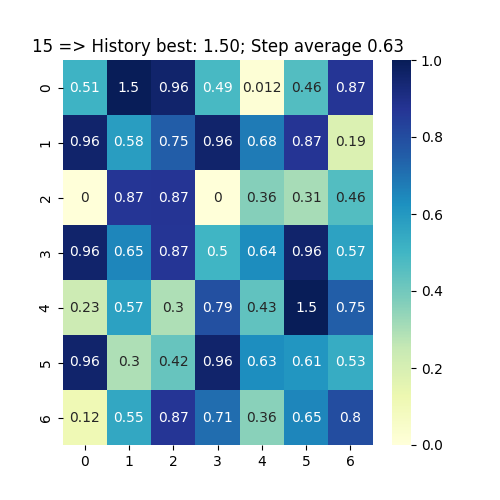 15 => History best: 1.50; Step average 0.63
0 0.51 1.5 0.96 0.49 0.012 0.46 0.87
1 0.96 0.58 0.75 0.96 0.68 0.87 0.19
2 0 0.87 0.87 0 0.36 0.31 0.46
3 0.96 0.65 0.87 0.5 0.64 0.96 0.57
4 0.23 0.57 0.3 0.79 0.43 1.5 0.75
5 0.96 0.3 0.42 0.96 0.63 0.61 0.53
6 0.12 0.55 0.87 0.71 0.36 0.65 0.8
0 1 2 3 4 5 6
1.0
0.8
0.6
0.4
0.2
0.0